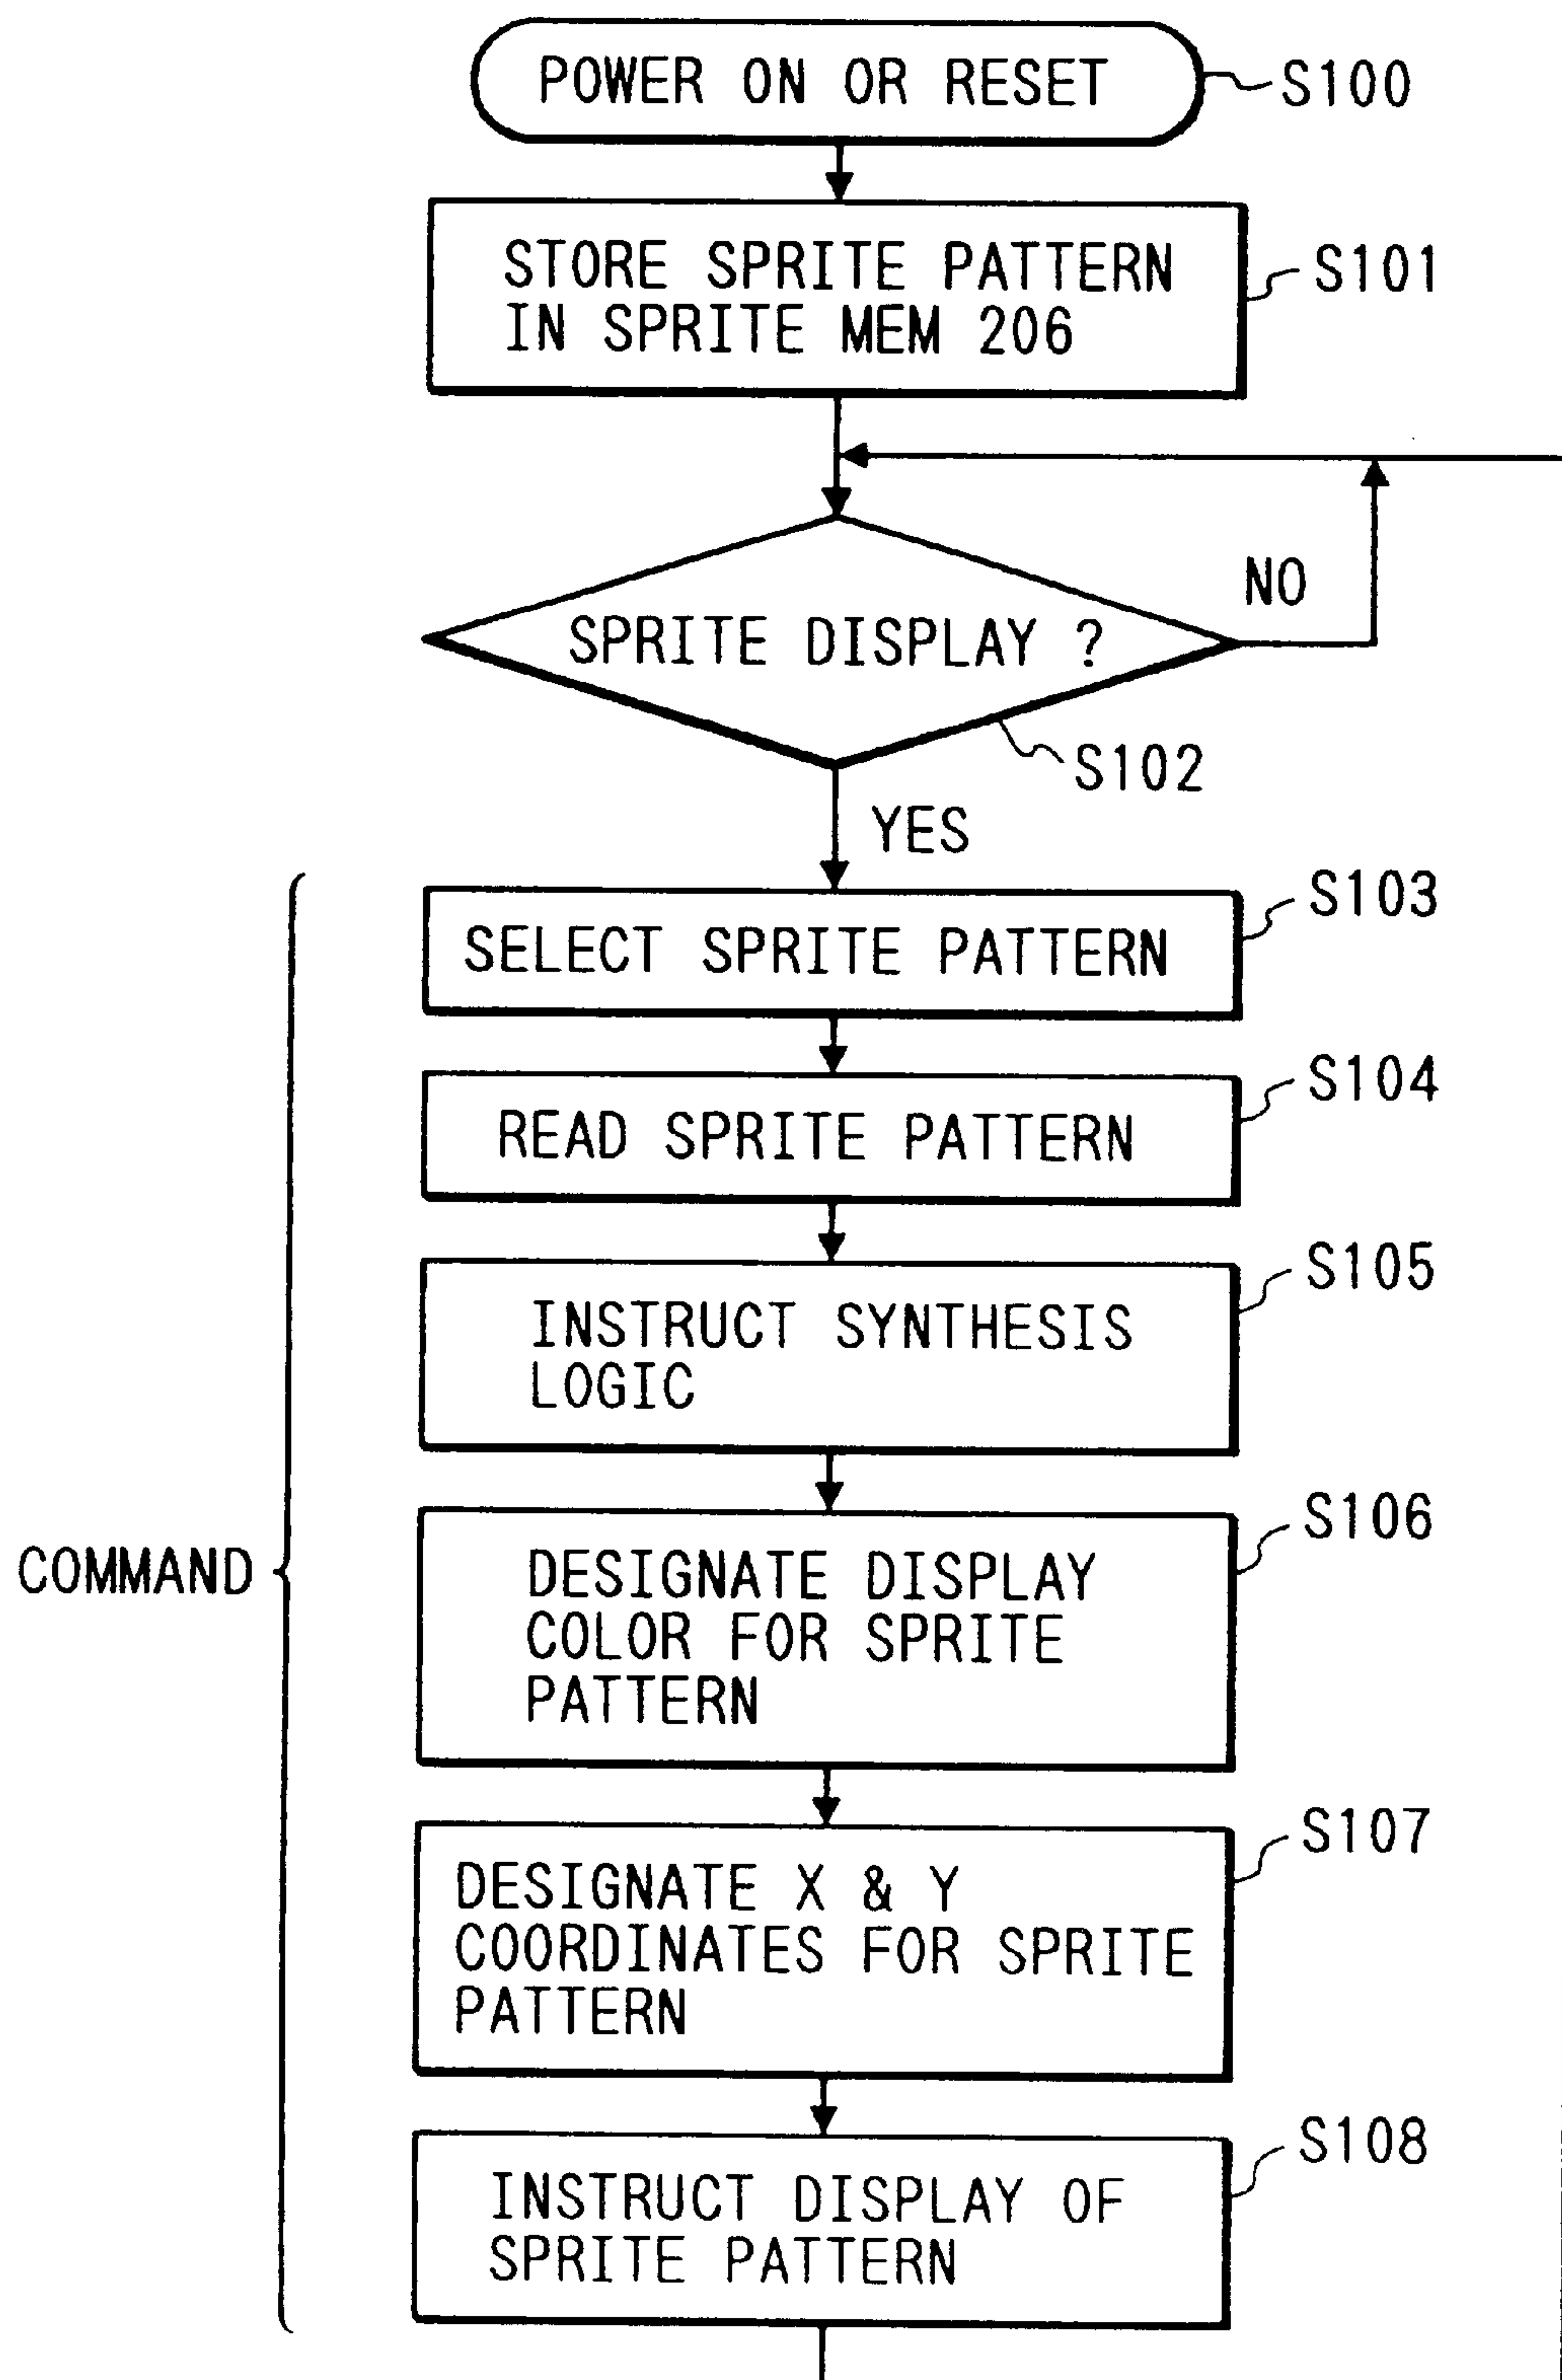 POWER ON OR RESET
S100
STORE SPRITE PATTERN
IN SPRITE MEM 206
S101
SPRITE DISPLAY ?
NO
S102
YES
SELECT SPRITE PATTERN
S103
READ SPRITE PATTERN
S104
INSTRUCT SYNTHESIS
LOGIC
S105
COMMAND
DESIGNATE DISPLAY
COLOR FOR SPRITE
PATTERN
S106
DESIGNATE X & Y
COORDINATES FOR SPRITE
PATTERN
S107
INSTRUCT DISPLAY OF
SPRITE PATTERN
S108